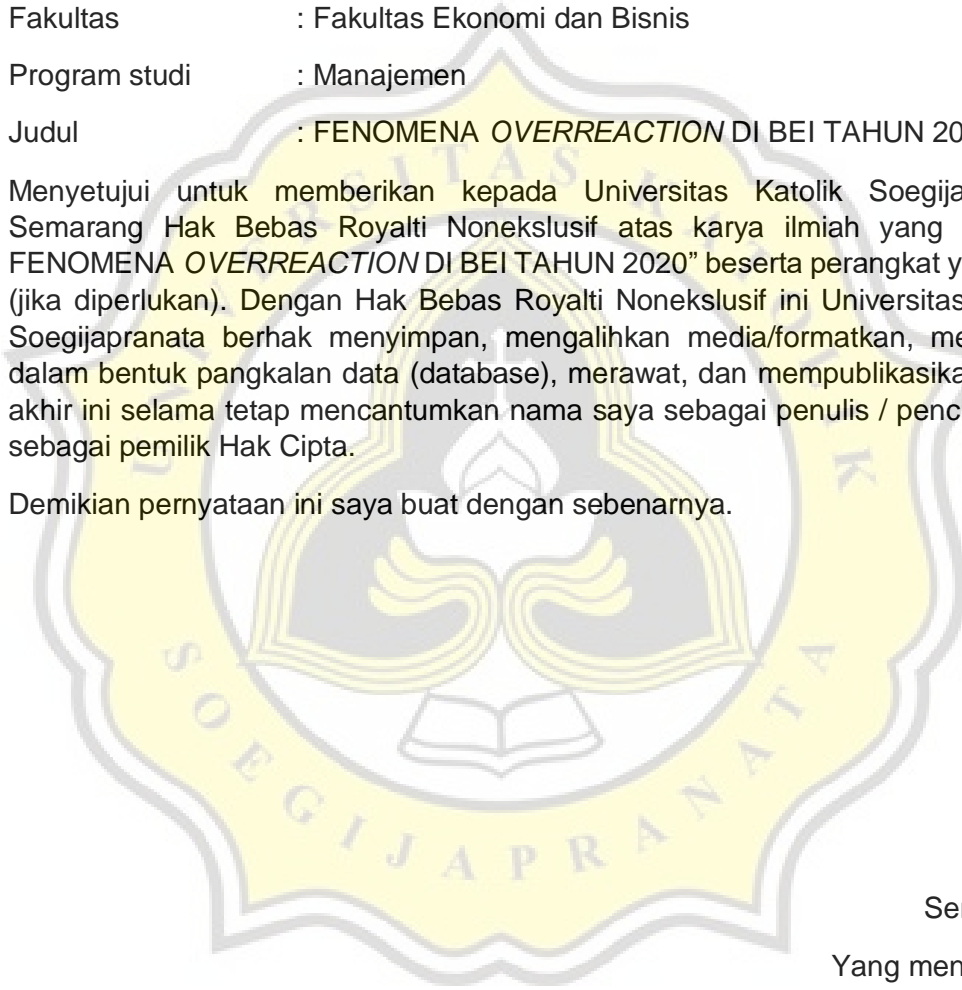 Fakultas : Fakultas Ekonomi dan Bisnis
Program studi : Manajemen
Judul : FENOMENA OVERREACTION DI BEI TAHUN 20
Menyetujui untuk memberikan kepada Universitas Katolik Soegija
Semarang Hak Bebas Royalti Nonekslusif atas karya ilmiah yang
FENOMENA OVERREACTION DI BEI TAHUN 2020” beserta perangkat y
(jika diperlukan). Dengan Hak Bebas Royalti Nonekslusif ini Universitas
Soegijapranata berhak menyimpan, mengalihkan media/formatkan, me
dalam bentuk pangkalan data (database), merawat, dan mempublikasika
akhir ini selama tetap mencantumkan nama saya sebagai penulis / penc
sebagai pemilik Hak Cipta.
Demikian pernyataan ini saya buat dengan sebenarnya.
UNIVERSITAS KATOLIK
SOEGIJAPRANATA
Ser
Yang men